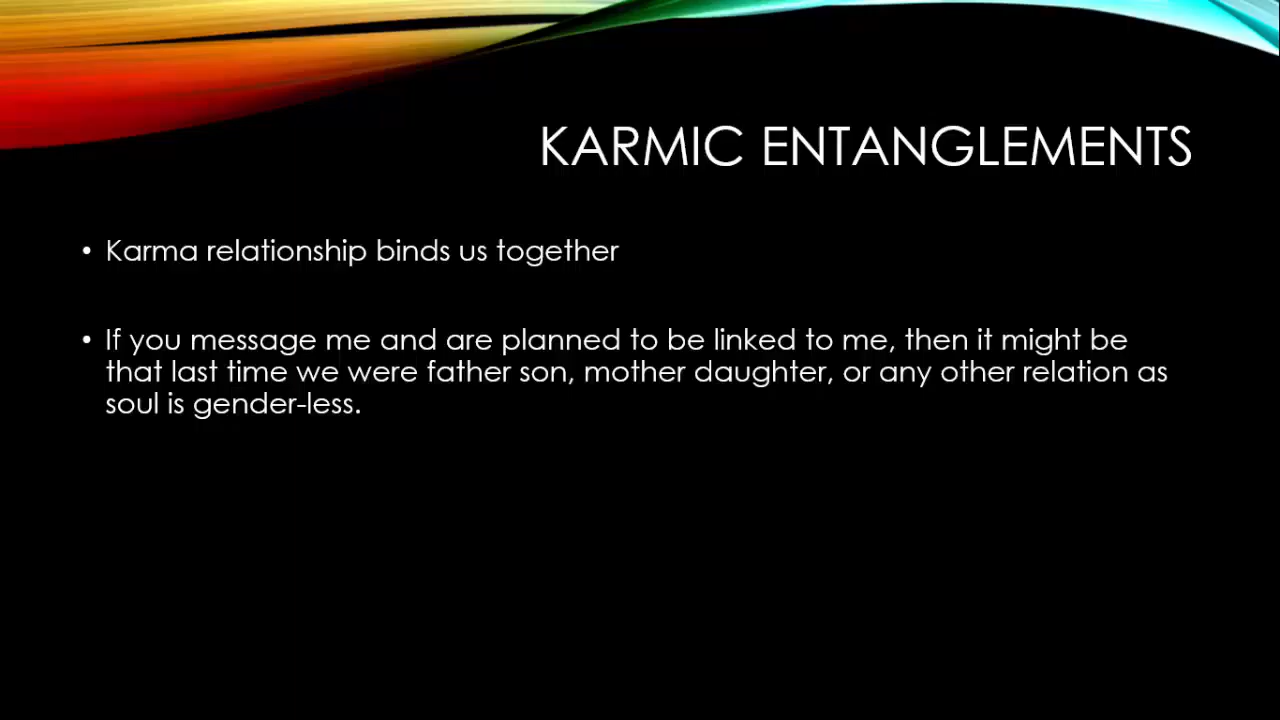 KARMIC ENTANGLEMENTS
• Karma relationship binds us together
• If you message me and are planned to be linked to me, then it might be
that last time we were father son, mother daughter, or any other relation as
soul is gender-less.